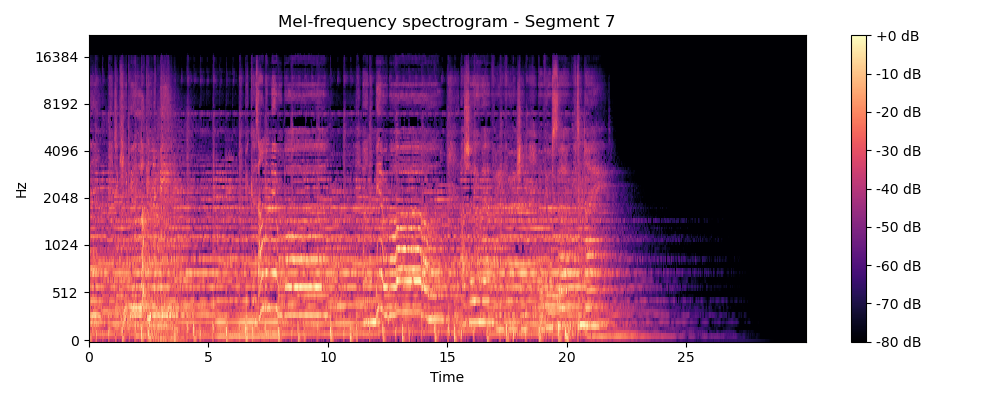 Mel-frequency spectrogram - Segment 7
Hz
16384
8192
4096
2048
1024
512
0
0 5 10 15 20 25
Time
+0 dB
-10 dB
-20 dB
-30 dB
-40 dB
-50 dB
-60 dB
-70 dB
-80 dB